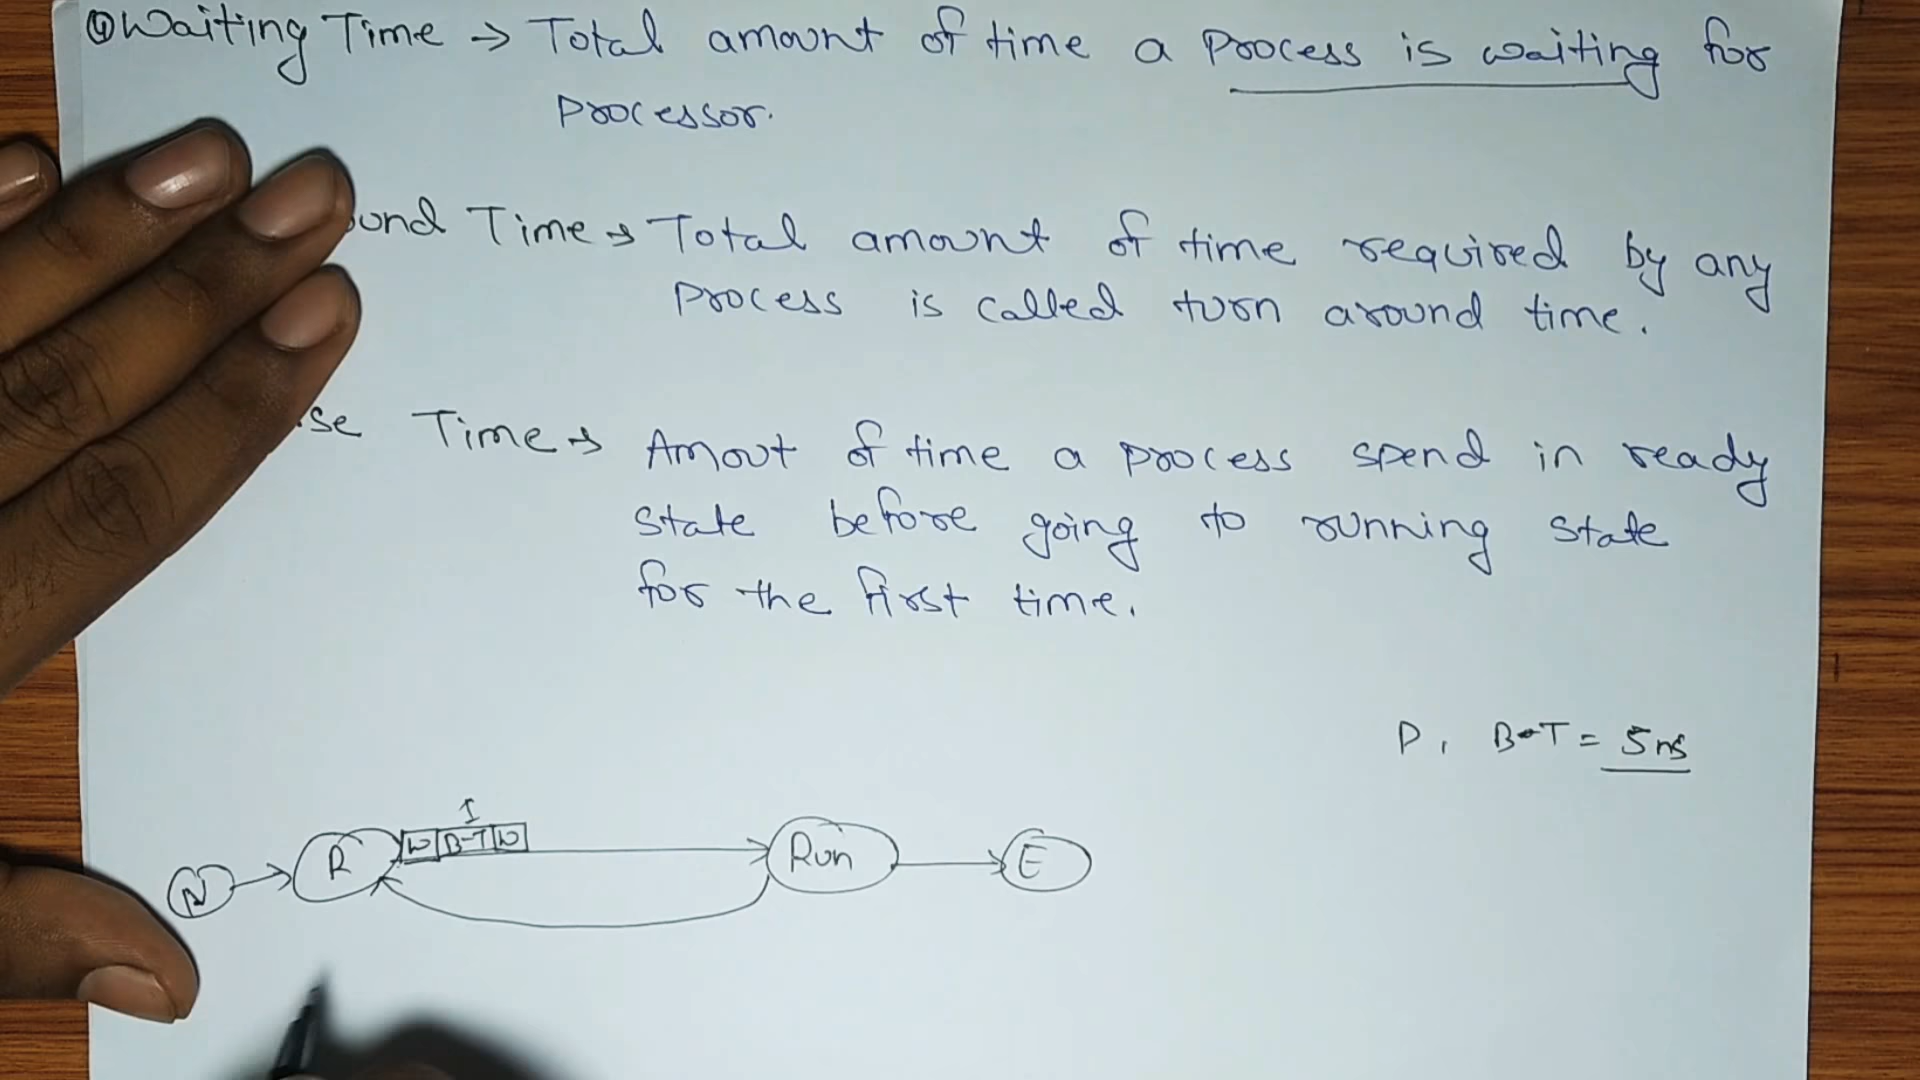 ④ Waiting Time → Total amount of time a process is waiting for
processor.
ound Time → Total amount of time required by any
process is called turn around time.
se Time → Amout of time a process spend in ready
state before going to running state
for the first time.
P1 B-T = 5ns
I
W B-T W
N R Run E